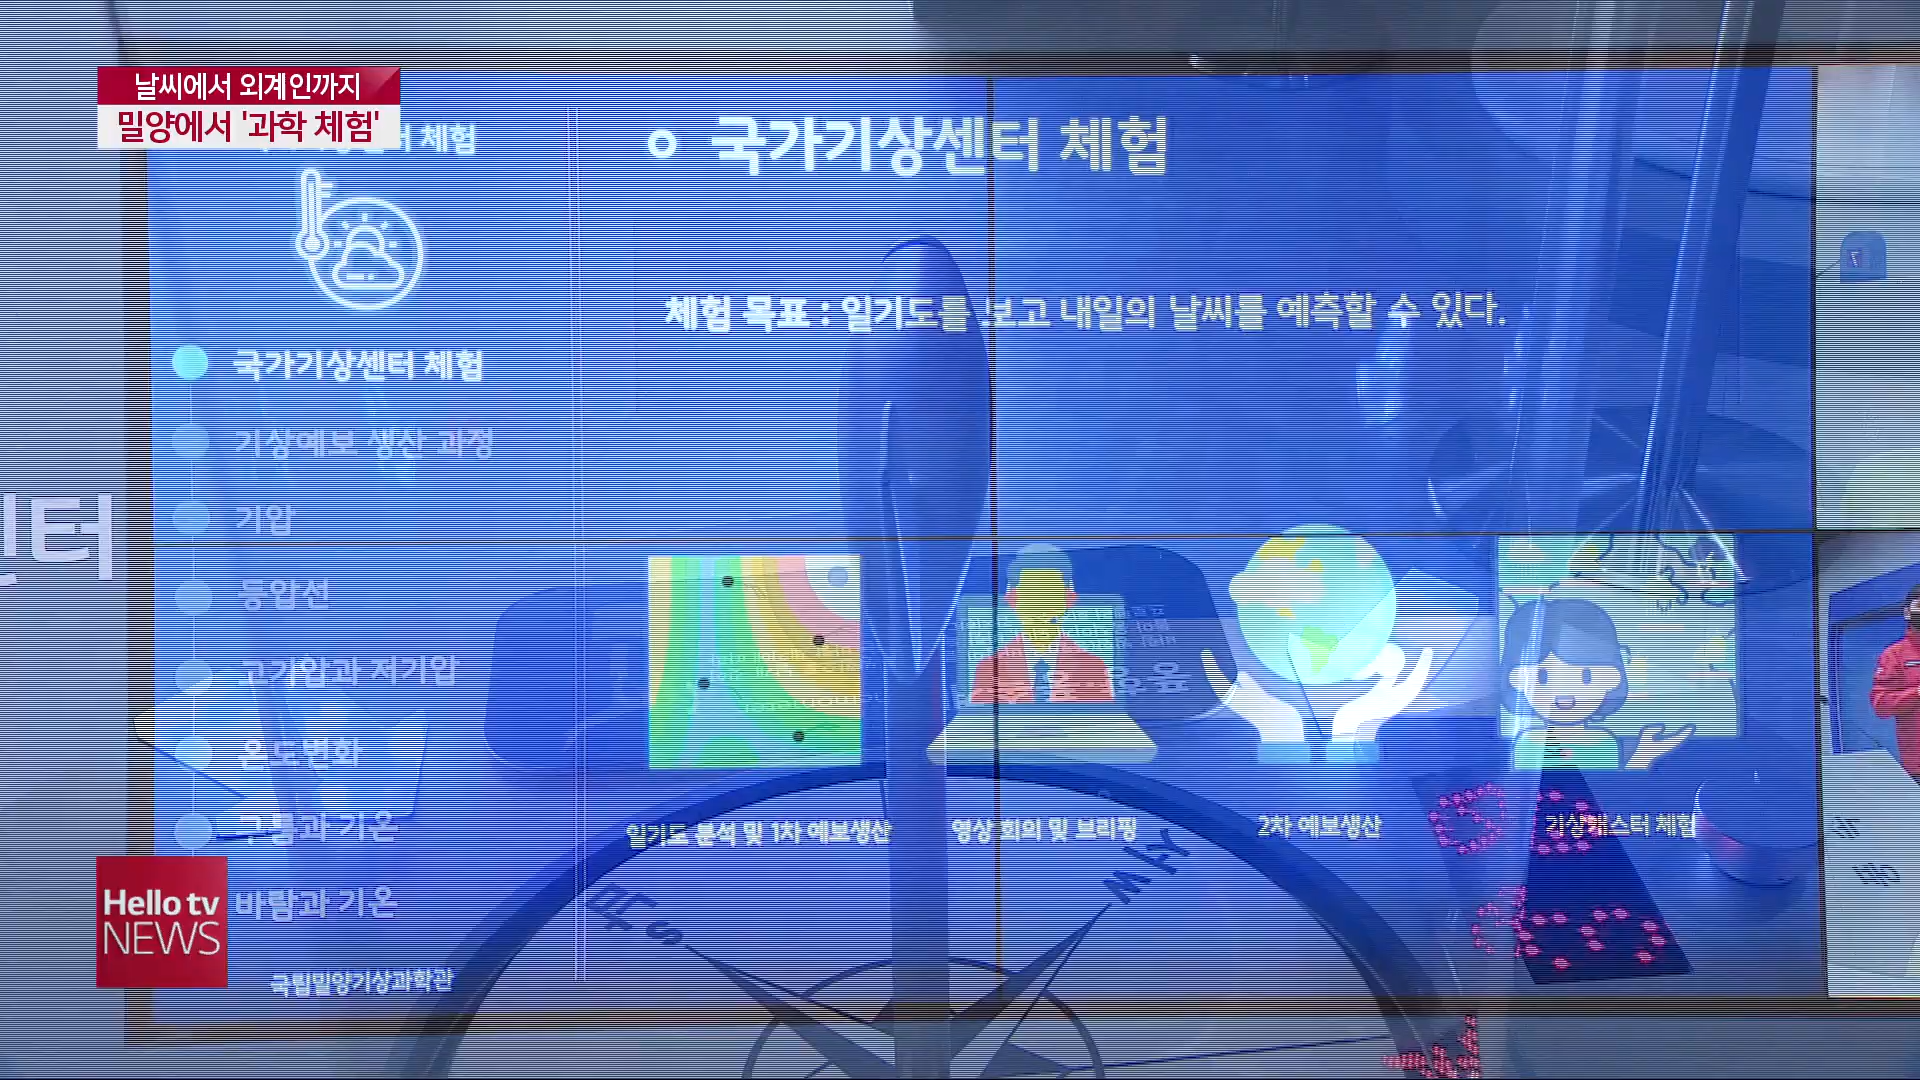 날씨에서 외계인까지
밀양에서 '과학 체험'
터 체험
국가기상센터 체험
체험 목표 : 일기도를 보고 내일의 날씨를 예측할 수 있다.
국가기상센터 체험
기상예보 생산 과정
기압
등압선
고기압과 저기압
온도변화
구름과 기온
바람과 기온
국립밀양기상과학관
터
일기도 분석 및 1차 예보생산
영상 회의 및 브리핑
2차 예보생산
기상캐스터 체험
남 S
서 W
Hello tv
NEWS